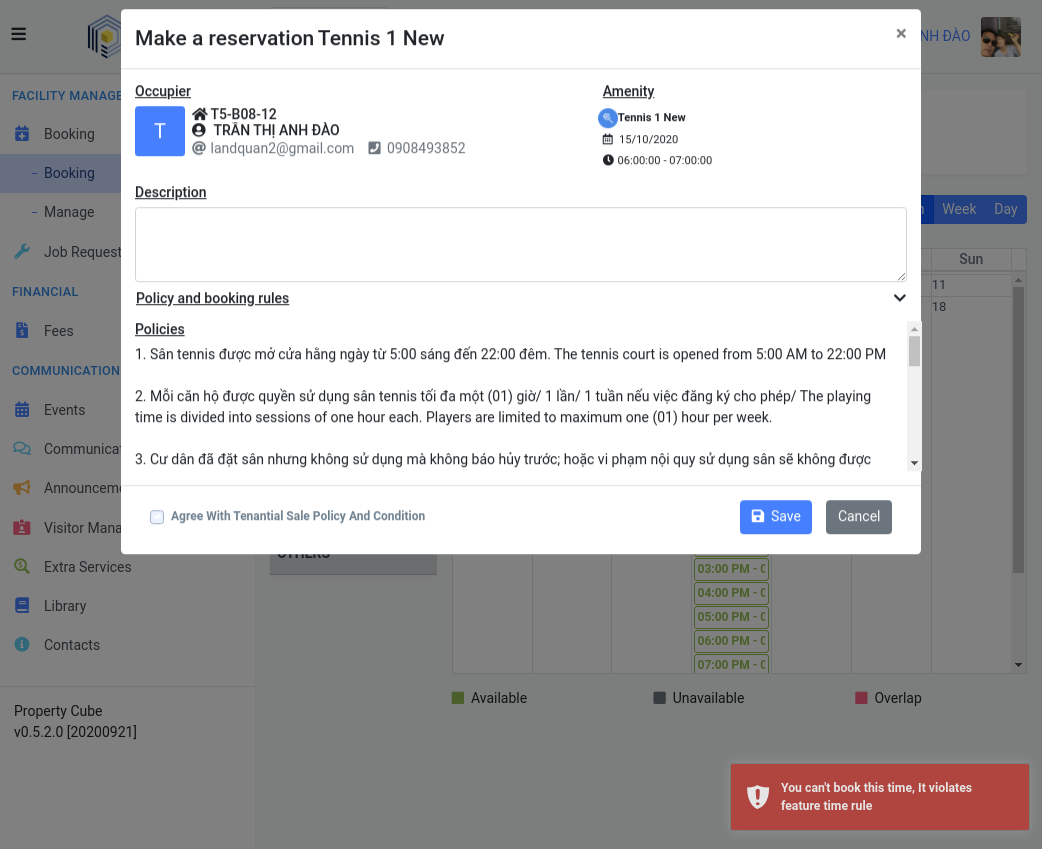 Make a reservation Tennis 1 New
×
NH ĐÀO
Occupier
T
T5-B08-12
TRẦN THỊ ANH ĐÀO
landquan2@gmail.com 0908493852
Amenity
Tennis 1 New
15/10/2020
06:00:00 - 07:00:00
Description
Policy and booking rules
Policies
1. Sân tennis được mở cửa hằng ngày từ 5:00 sáng đến 22:00 đêm. The tennis court is opened from 5:00 AM to 22:00 PM
2. Mỗi căn hộ được quyền sử dụng sân tennis tối đa một (01) giờ/ 1 lần/ 1 tuần nếu việc đăng ký cho phép/ The playing
time is divided into sessions of one hour each. Players are limited to maximum one (01) hour per week.
3. Cư dân đã đặt sân nhưng không sử dụng mà không báo hủy trước; hoặc vi phạm nội quy sử dụng sân sẽ không được
Agree With Tenantial Sale Policy And Condition
Save
Cancel
FACILITY MANAGE
Booking
Booking
Manage
Job Request
FINANCIAL
Fees
COMMUNICATION
Events
Communicat
Announceme
Visitor Mana
Extra Services
Library
Contacts
Property Cube
v0.5.2.0 [20200921]
Week
Day
Sun
11
18
OTHERS
03:00 PM - 0
04:00 PM - 0
05:00 PM - 0
06:00 PM - 0
07:00 PM - 0
Available
Unavailable
Overlap
You can't book this time, It violates
feature time rule